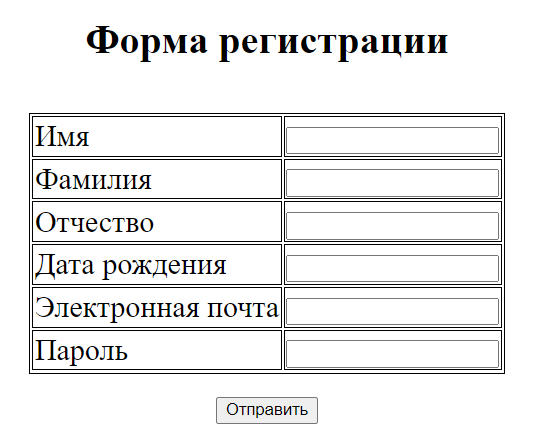 Форма регистрации
Имя
Фамилия
Отчество
Дата рождения
Электронная почта
Пароль
Отправить